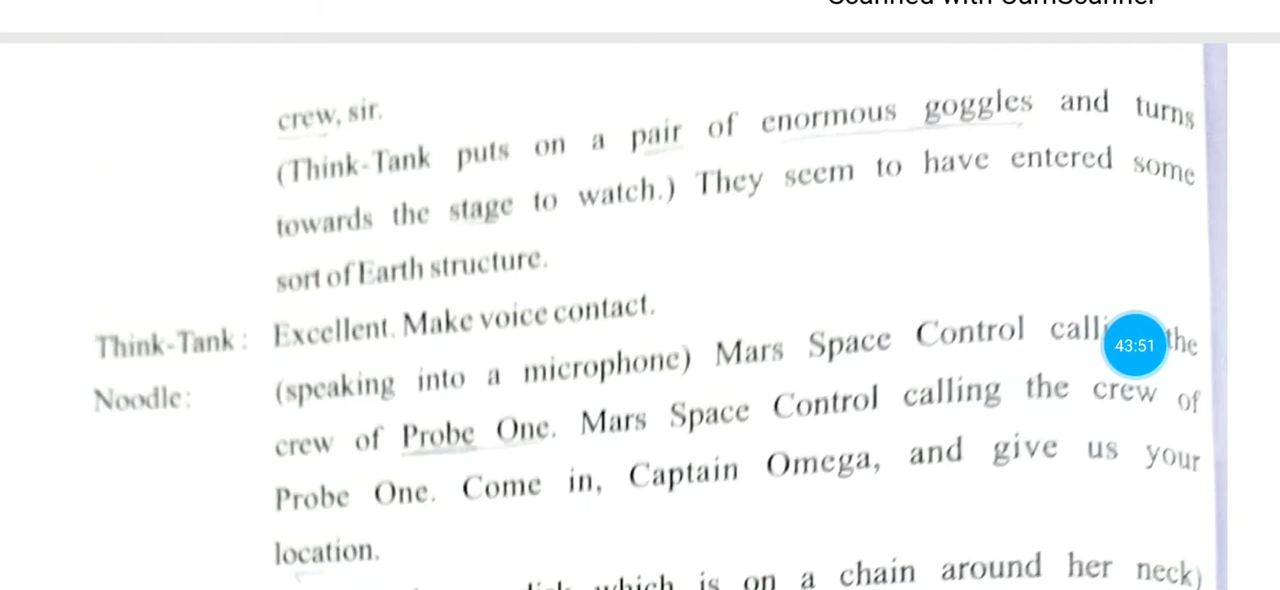 crew, sir.
(Think-Tank puts on a pair of enormous goggles and turns
towards the stage to watch.) They seem to have entered some
sort of Earth structure.
Think-Tank : Excellent. Make voice contact.
Noodle: (speaking into a microphone) Mars Space Control the
43:51
crew of Probe One. Mars Space Control calling the crew of
Probe One. Come in, Captain Omega, and give us your
location.
which is on a chain around her neck)